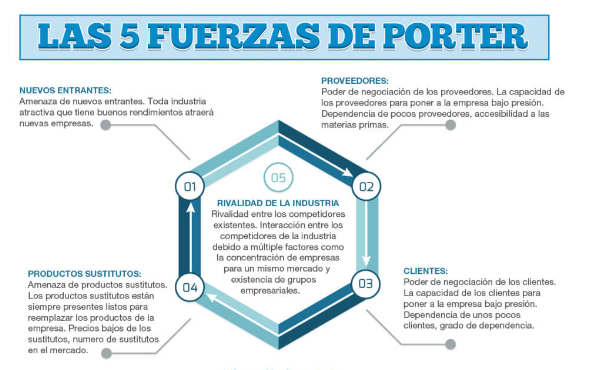 LAS 5 FUERZAS DE PORTER
NUEVOS ENTRANTES:
Amenaza de nuevos entrantes. Toda industria
atractiva que tiene buenos rendimientos atraerá
nuevas empresas.
PROVEEDORES:
Poder de negociación de los proveedores. La capacidad de
los proveedores para poner a la empresa bajo presión.
Dependencia de pocos proveedores, accesibilidad a las
materias primas.
01
02
05
RIVALIDAD DE LA INDUSTRIA
Rivalidad entre los competidores
existentes. Interacción entre los
competidores de la industria
debido a múltiple factores como
la concentración de empresas
para un mismo mercado y
existencia de grupos
empresariales.
PRODUCTOS SUSTITUTOS:
Amenaza de productos sustitutos.
Los productos sustitutos están
siempre presentes listos para
reemplazar los productos de la
empresa. Precios bajos de los
sustitutos, numero de sustitutos
en el mercado.
04
03
CLIENTES:
Poder de negociación de los clientes.
La capacidad de los clientes para
poner a la empresa bajo presión.
Dependencia de unos pocos
clientes, grado de dependencia.